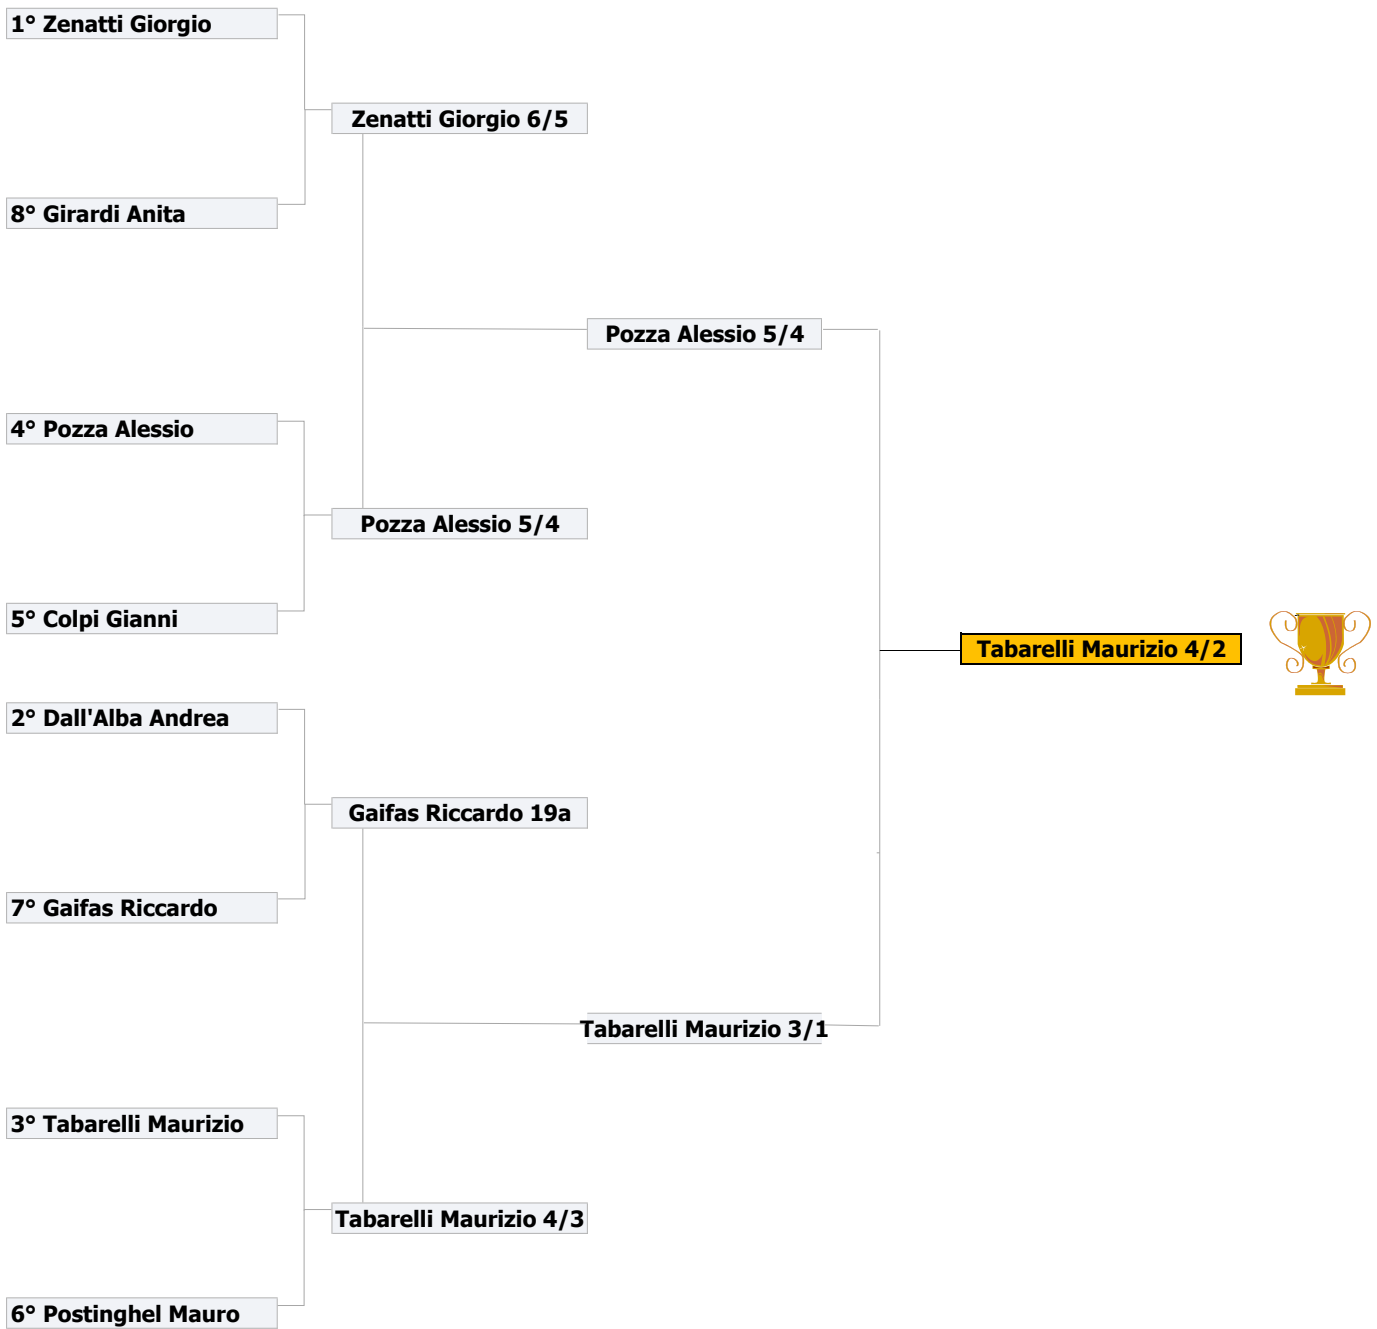 1° Zenatti Giorgio
Zenatti Giorgio 6/5
8° Girardi Anita
Pozza Alessio 5/4
4° Pozza Alessio
Pozza Alessio 5/4
5° Colpi Gianni
Tabarelli Maurizio 4/2
2° Dall'Alba Andrea
Gaifas Riccardo 19a
7° Gaifas Riccardo
Tabarelli Maurizio 3/1
3° Tabarelli Maurizio
Tabarelli Maurizio 4/3
6° Postinghel Mauro